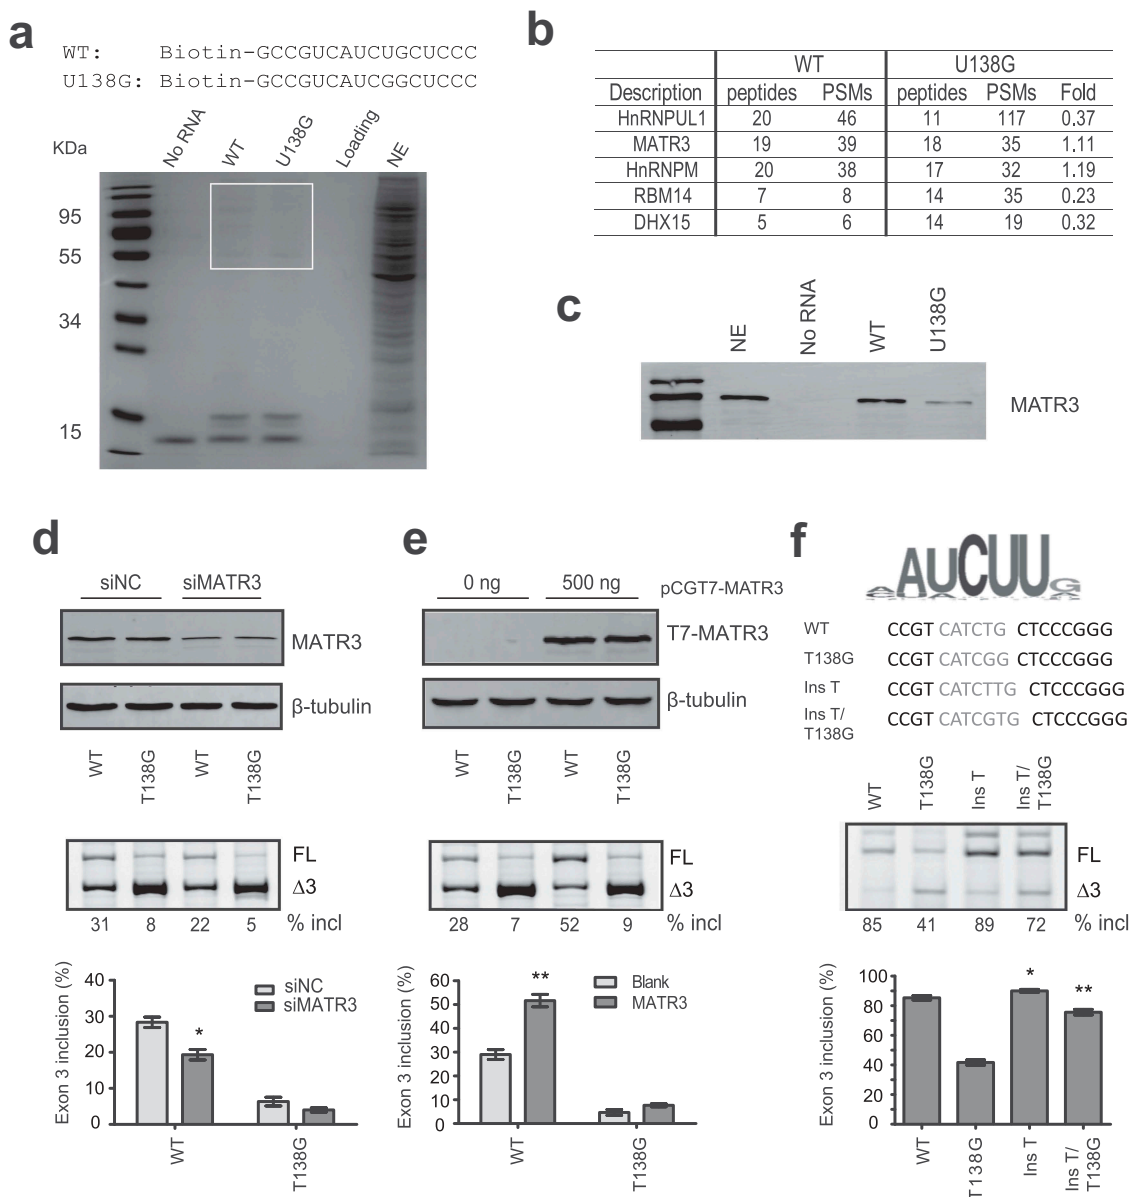 a
WT: Biotin-GCCGUCAUCUGCUCCC
U138G: Biotin-GCCGUCAUCGGCUCCC
KDa
No RNA
WT
U138G
Loading
NE
95
55
34
15
b
WT U138G
Description peptides PSMs peptides PSMs Fold
HnRNPUL1 20 46 11 117 0.37
MATR3 19 39 18 35 1.11
HnRNPM 20 38 17 32 1.19
RBM14 7 8 14 35 0.23
DHX15 5 6 14 19 0.32
c
NE
No RNA
WT
U138G
MATR3
d
siNC siMATR3
MATR3
β-tubulin
WT
T138G
WT
T138G
FL
Δ3
31 8 22 5 % incl
Exon 3 inclusion (%)
40
30
20
10
0
siNC
siMATR3
*
WT
T138G
e
0 ng 500 ng pCGT7-MATR3
T7-MATR3
β-tubulin
WT
T138G
WT
T138G
FL
Δ3
28 7 52 9 % incl
Exon 3 inclusion (%)
60
50
40
30
20
10
0
Blank
MATR3
**
WT
T138G
f
AUCUU
WT CCGT CATCTG CTCCCGGG
T138G CCGT CATCGG CTCCCGGG
Ins T CCGT CATCTTG CTCCCGGG
Ins T/
T138G
CCGT CATCGTG CTCCCGGG
WT
T138G
Ins T
Ins T/
T138G
FL
Δ3
85 41 89 72 % incl
Exon 3 inclusion (%)
100
80
60
40
20
0
*
**
WT
T138G
Ins T
Ins T/
T138G